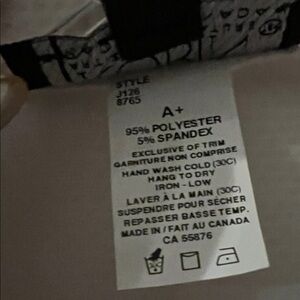 STYLE
J126
8765
A+
95% POLYESTER
5% SPANDEX
EXCLUSIVE OF TRIM
GARNITURE NON COMPRISE
HAND WASH COLD (30C)
HANG TO DRY
IRON - LOW
LAVER À LA MAIN (30C)
SUSPENDRE POUR SÉCHER
REPASSER BASSE TEMP.
MADE IN / FAIT AU CANADA
CA 55876